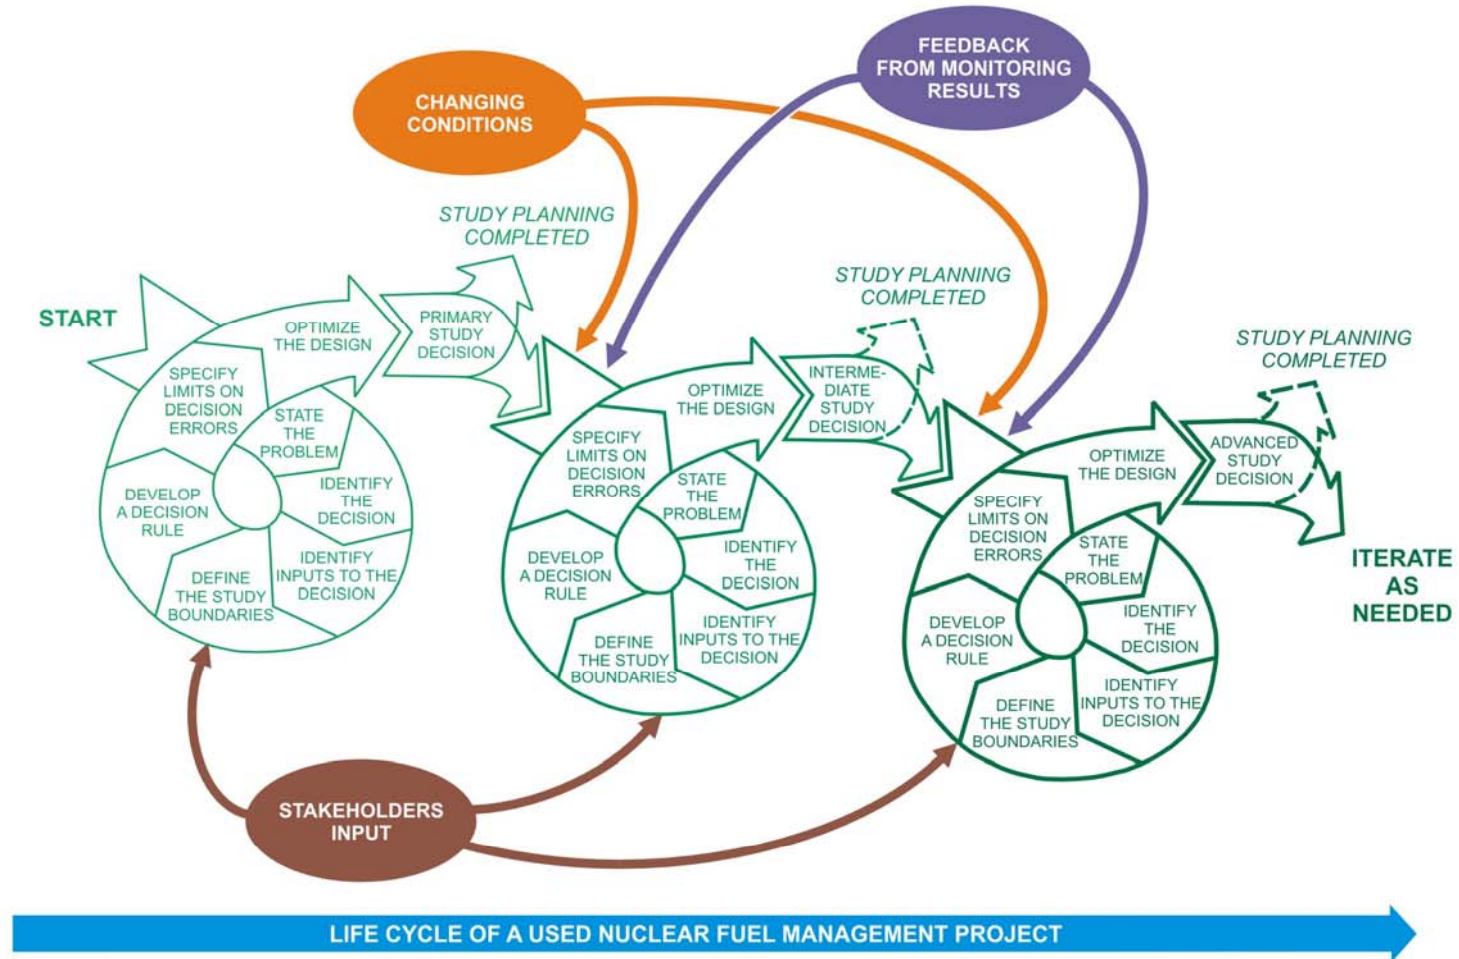 FEEDBACK
FROM MONITORING
RESULTS
CHANGING
CONDITIONS
STUDY PLANNING
COMPLETED
START
OPTIMIZE
THE DESIGN
PRIMARY
STUDY
DECISION
SPECIFY
LIMITS ON
DECISION
ERRORS
STATE
THE
PROBLEM
IDENTIFY
THE
DECISION
DEVELOP
A DECISION
RULE
IDENTIFY
INPUTS TO THE
DECISION
DEFINE
THE STUDY
BOUNDARIES
STUDY PLANNING
COMPLETED
OPTIMIZE
THE DESIGN
INTERME-
DIATE
STUDY
DECISION
SPECIFY
LIMITS ON
DECISION
ERRORS
STATE
THE
PROBLEM
IDENTIFY
THE
DECISION
DEVELOP
A DECISION
RULE
IDENTIFY
INPUTS TO THE
DECISION
DEFINE
THE STUDY
BOUNDARIES
STUDY PLANNING
COMPLETED
OPTIMIZE
THE DESIGN
ADVANCED
STUDY
DECISION
SPECIFY
LIMITS ON
DECISION
ERRORS
STATE
THE
PROBLEM
IDENTIFY
THE
DECISION
DEVELOP
A DECISION
RULE
IDENTIFY
INPUTS TO THE
DECISION
DEFINE
THE STUDY
BOUNDARIES
ITERATE
AS
NEEDED
STAKEHOLDERS
INPUT
LIFE CYCLE OF A USED NUCLEAR FUEL MANAGEMENT PROJECT